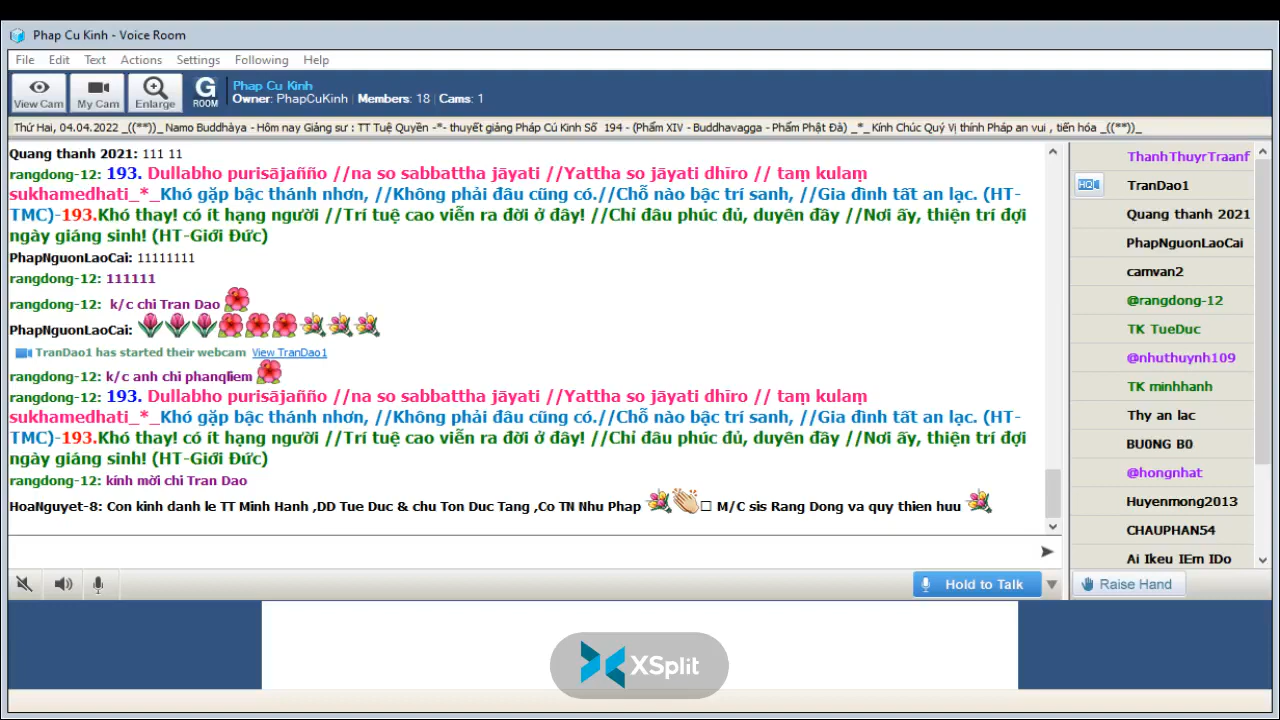 Phap Cu Kinh - Voice Room
File Edit Text Actions Settings Following Help
View Cam My Cam Enlarge G ROOM
Phap Cu Kinh
Owner: PhapCuKinh | Members: 18 | Cams: 1
Thứ Hai, 04.04.2022 _((**))_ Namo Buddhàya - Hôm nay Giảng sư : TT Tuệ Quyền -*- thuyết giảng Pháp Cú Kinh Số 194 - (Phẩm XIV - Buddhavagga - Phẩm Phật Đà) _*_ Kính Chúc Quý Vị thính Pháp an vui , tiến hóa _((**))_
Quang thanh 2021: 111 11
rangdong-12: 193. Dullabho purisājañño //na so sabbattha jāyati //Yattha so jāyati dhīro // taṃ kulaṃ
sukhamedhati_*_Khó gặp bậc thánh nhơn, //Không phải đâu cũng có.//Chỗ nào bậc trí sanh, //Gia đình tất an lạc. (HT-
TMC)-193.Khó thay! có ít hạng người //Trí tuệ cao viễn ra đời ở đây! //Chỉ đâu phúc đủ, duyên đầy //Nơi ấy, thiện trí đợi
ngày giáng sinh! (HT-Giới Đức)
PhapNguonLaoCai: 11111111
rangdong-12: 111111
rangdong-12: k/c chi Tran Dao
PhapNguonLaoCai:
TranDao1 has started their webcam View TranDao1
rangdong-12: k/c anh chi phanqliem
rangdong-12: 193. Dullabho purisājañño //na so sabbattha jāyati //Yattha so jāyati dhīro // taṃ kulaṃ
sukhamedhati_*_Khó gặp bậc thánh nhơn, //Không phải đâu cũng có.//Chỗ nào bậc trí sanh, //Gia đình tất an lạc. (HT-
TMC)-193.Khó thay! có ít hạng người //Trí tuệ cao viễn ra đời ở đây! //Chỉ đâu phúc đủ, duyên đầy //Nơi ấy, thiện trí đợi
ngày giáng sinh! (HT-Giới Đức)
rangdong-12: kính mời chi Tran Dao
HoaNguyet-8: Con kinh danh le TT Minh Hanh ,DD Tue Duc & chu Ton Duc Tang ,Co TN Nhu Phap M/C sis Rang Dong va quy thien huu
ThanhThuyrTraanf
HQ TranDao1
Quang thanh 2021
PhapNguonLaoCai
camvan2
@rangdong-12
TK TueDuc
@nhuthuynh109
TK minhhanh
Thy an lac
BU0NG B0
@hongnhat
Huyenmong2013
CHAUPHAN54
Ai Ikeu IEm IDo
Hold to Talk
Raise Hand
XSplit